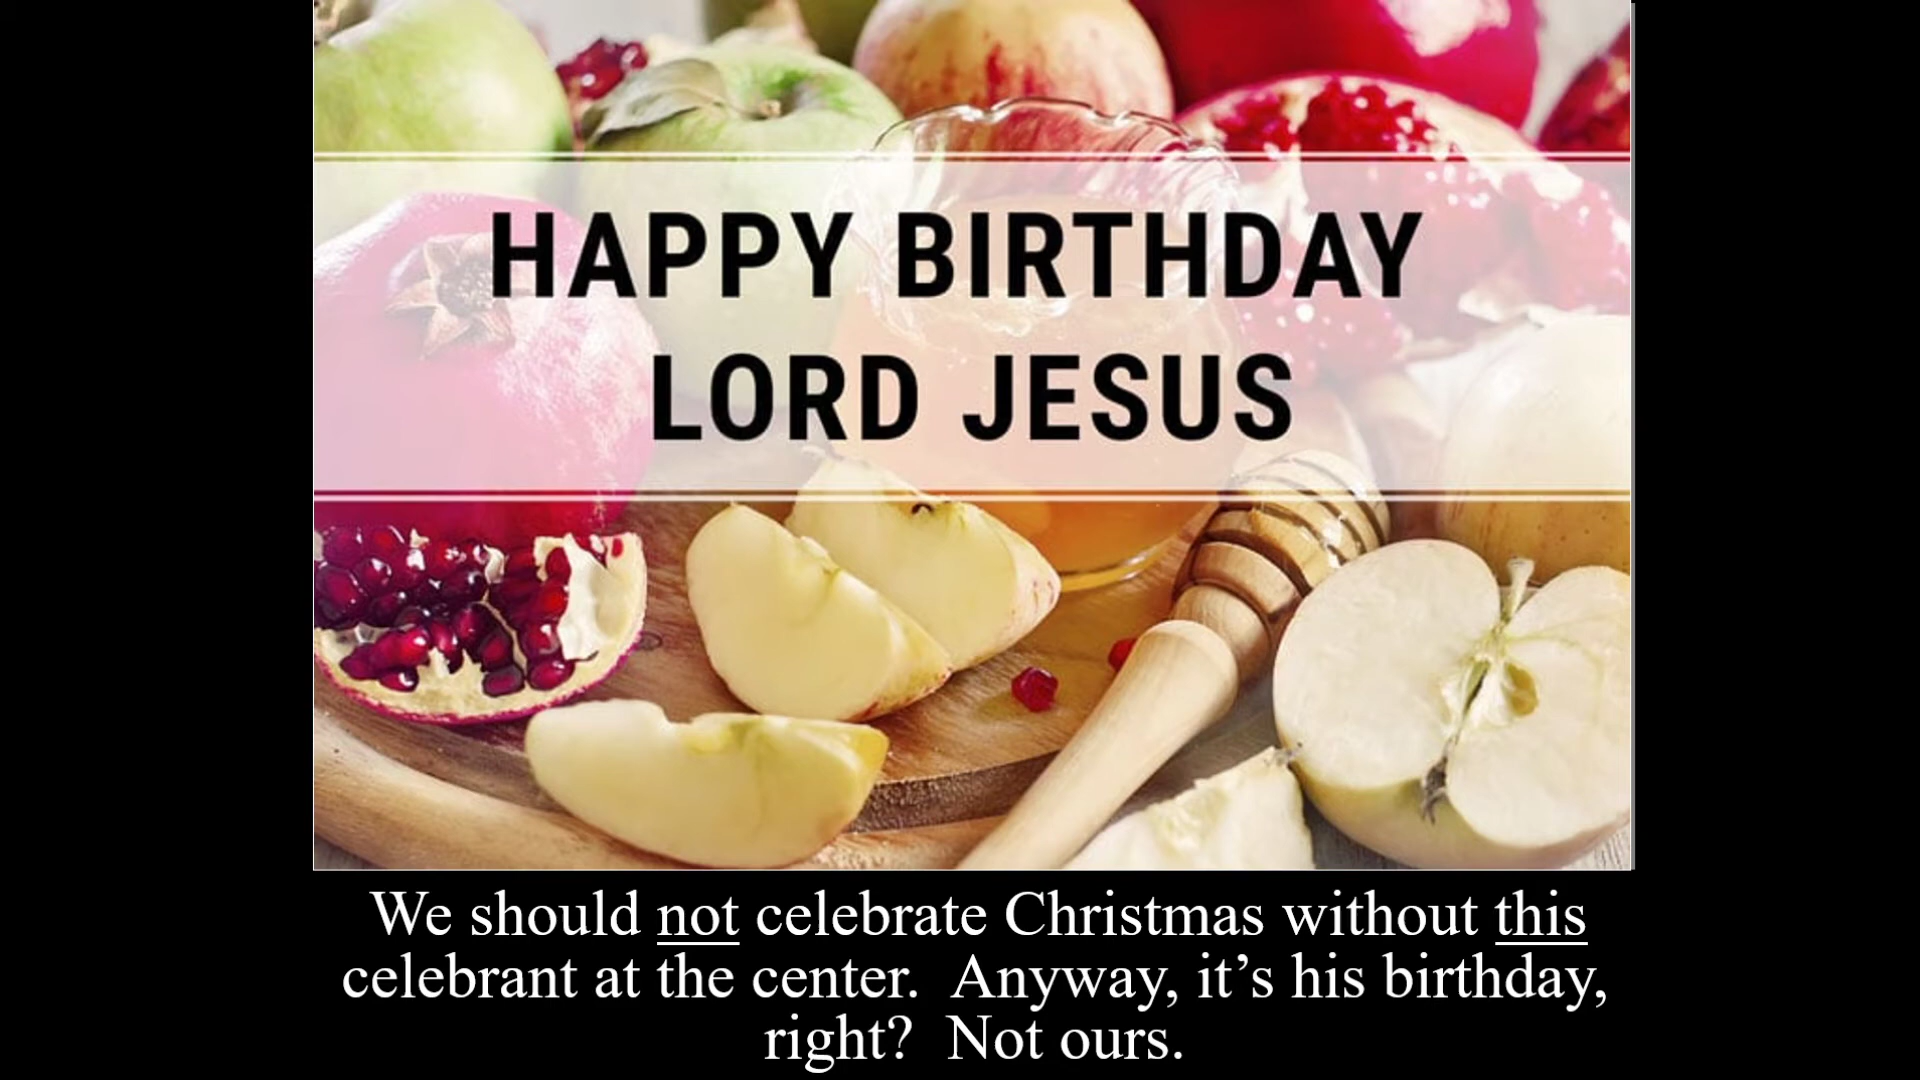 HAPPY BIRTHDAY
LORD JESUS
We should not celebrate Christmas without this
celebrant at the center.  Anyway, it’s his birthday,
right?  Not ours.